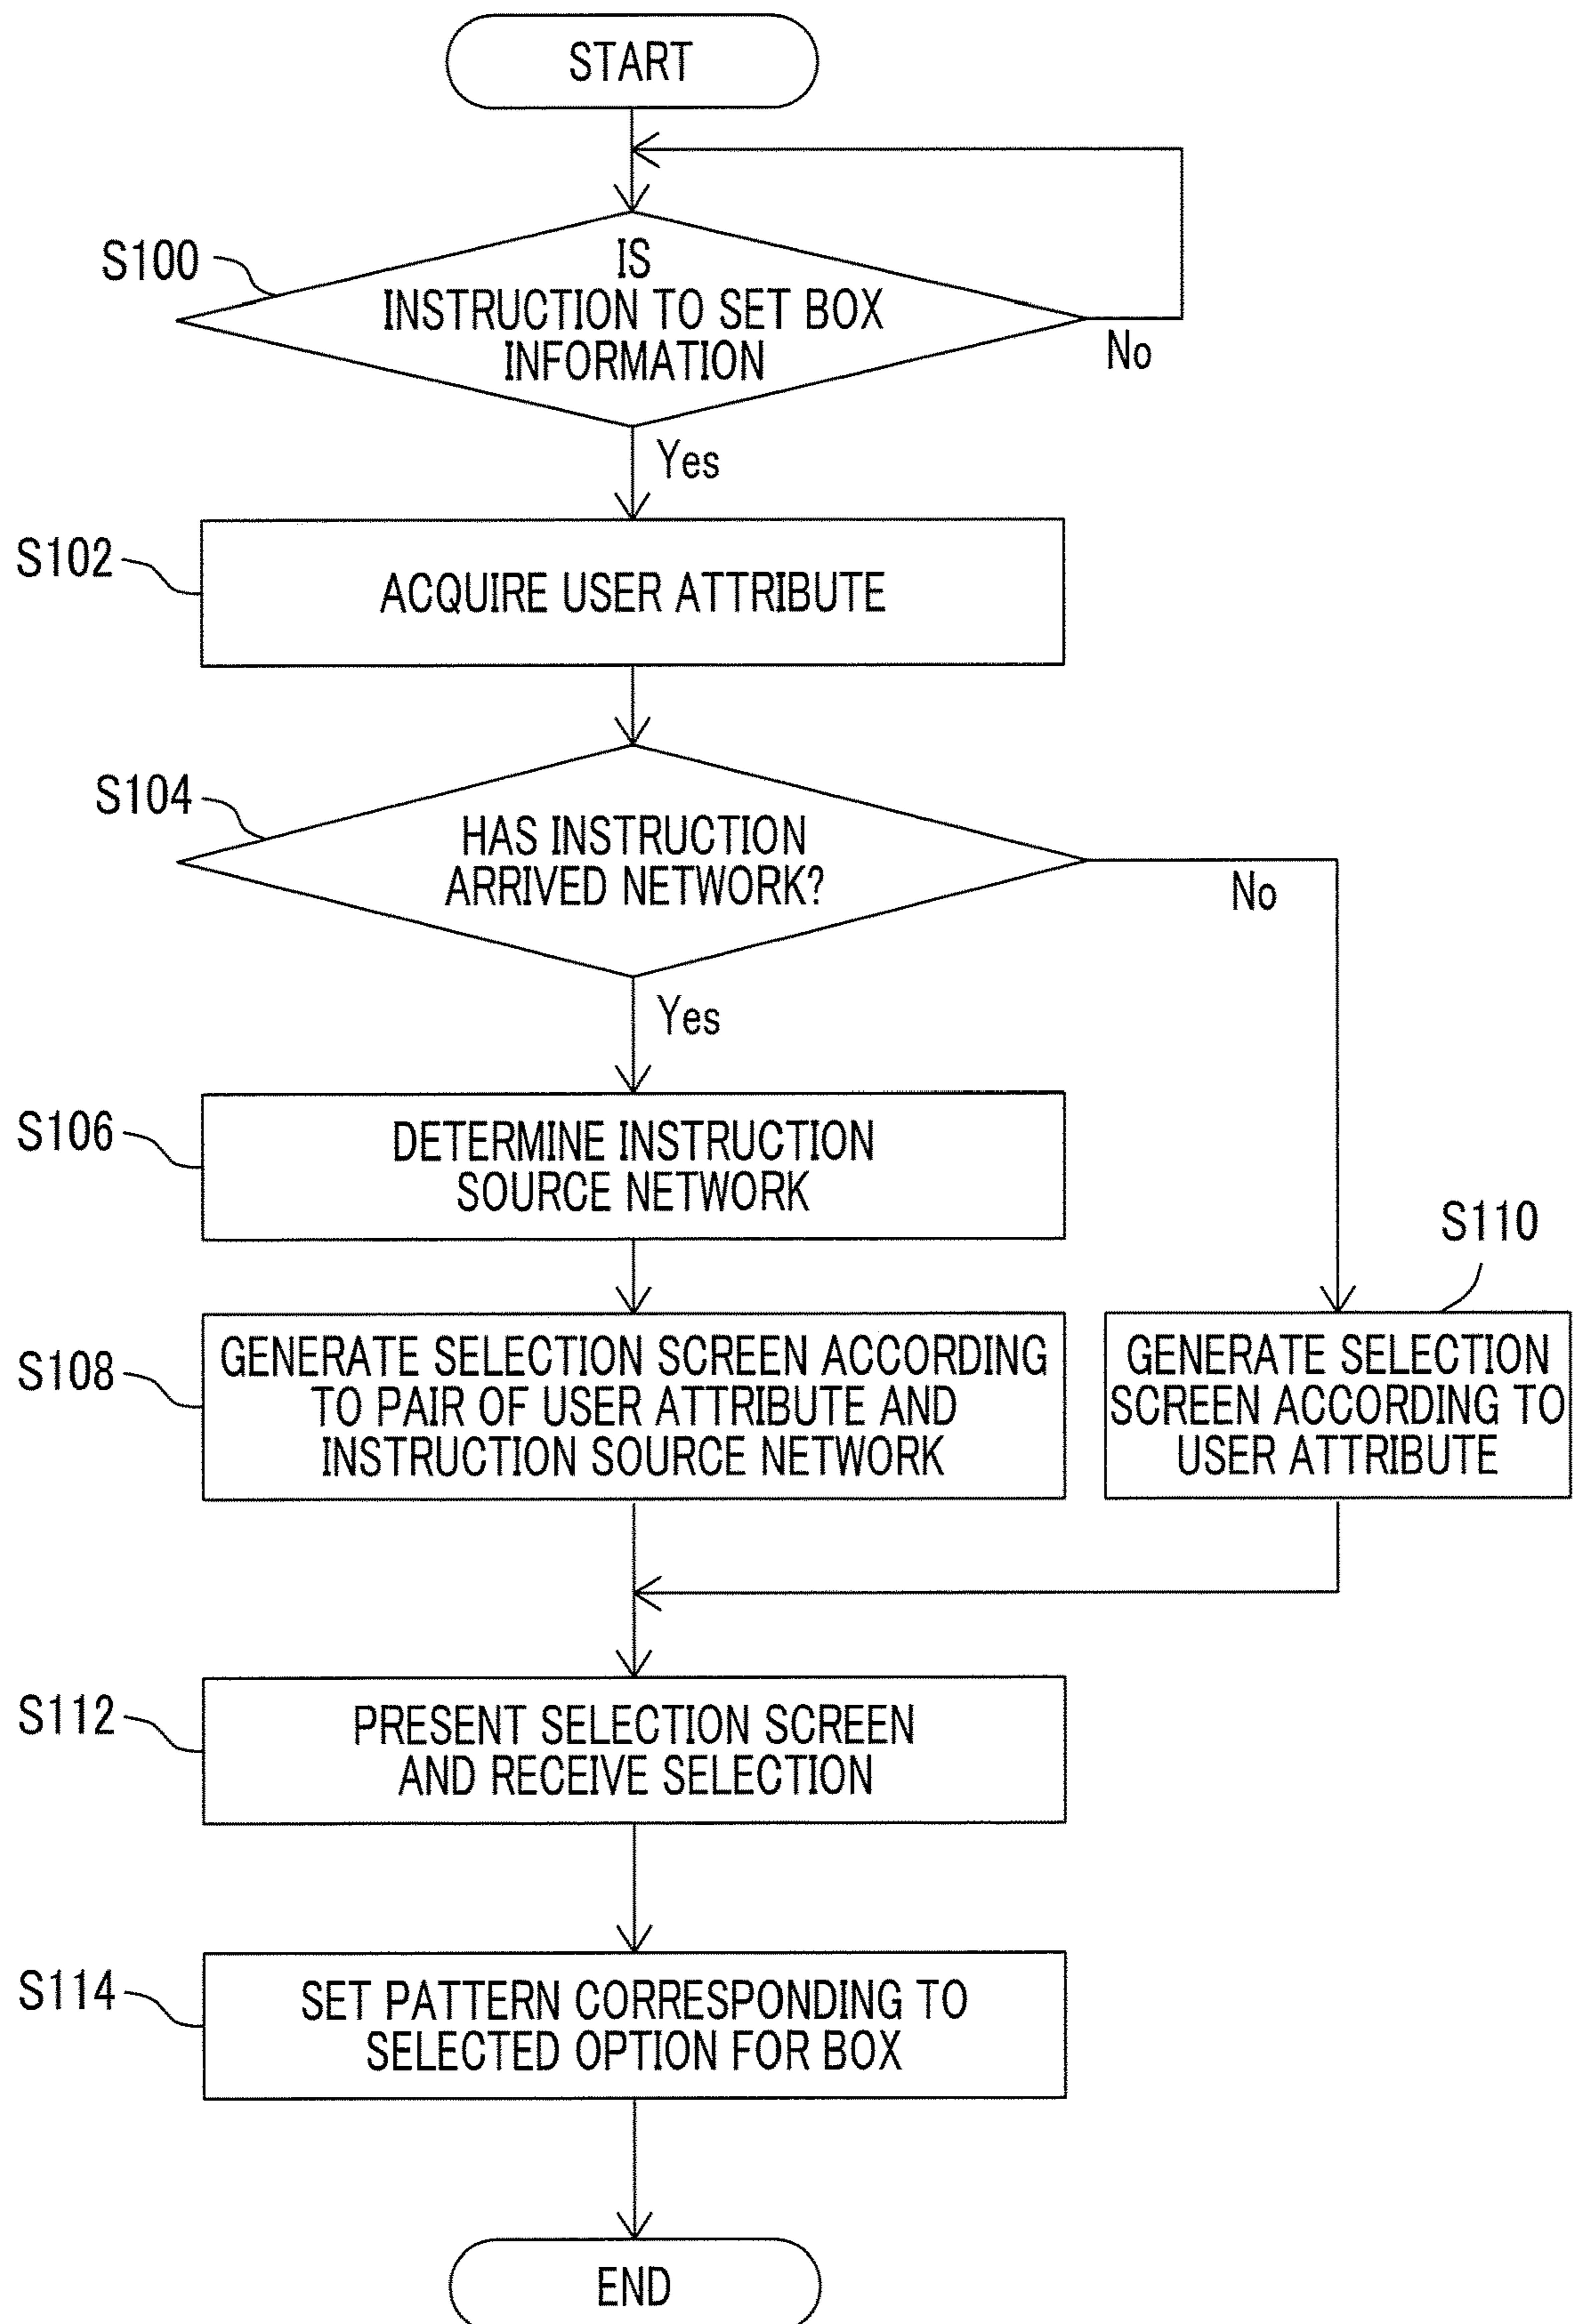 START
S100
IS
INSTRUCTION TO SET BOX
INFORMATION
No
Yes
S102
ACQUIRE USER ATTRIBUTE
S104
HAS INSTRUCTION
ARRIVED NETWORK?
No
Yes
S106
DETERMINE INSTRUCTION
SOURCE NETWORK
S108
GENERATE SELECTION SCREEN ACCORDING
TO PAIR OF USER ATTRIBUTE AND
INSTRUCTION SOURCE NETWORK
S110
GENERATE SELECTION
SCREEN ACCORDING TO
USER ATTRIBUTE
S112
PRESENT SELECTION SCREEN
AND RECEIVE SELECTION
S114
SET PATTERN CORRESPONDING TO
SELECTED OPTION FOR BOX
END